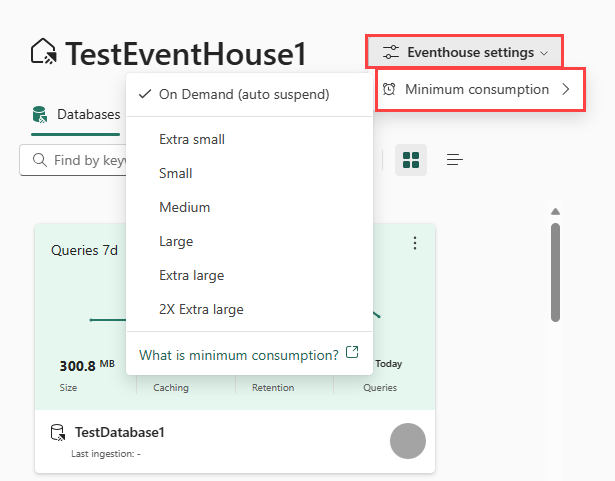 TestEventHouse1
Eventhouse settings
Minimum consumption
On Demand (auto suspend)
Extra small
Small
Medium
Large
Extra large
2X Extra large
What is minimum consumption?
Databases
Find by
Queries 7d
300.8 MB
Today
Size
Caching
Retention
Queries
TestDatabase1
Last ingestion: -